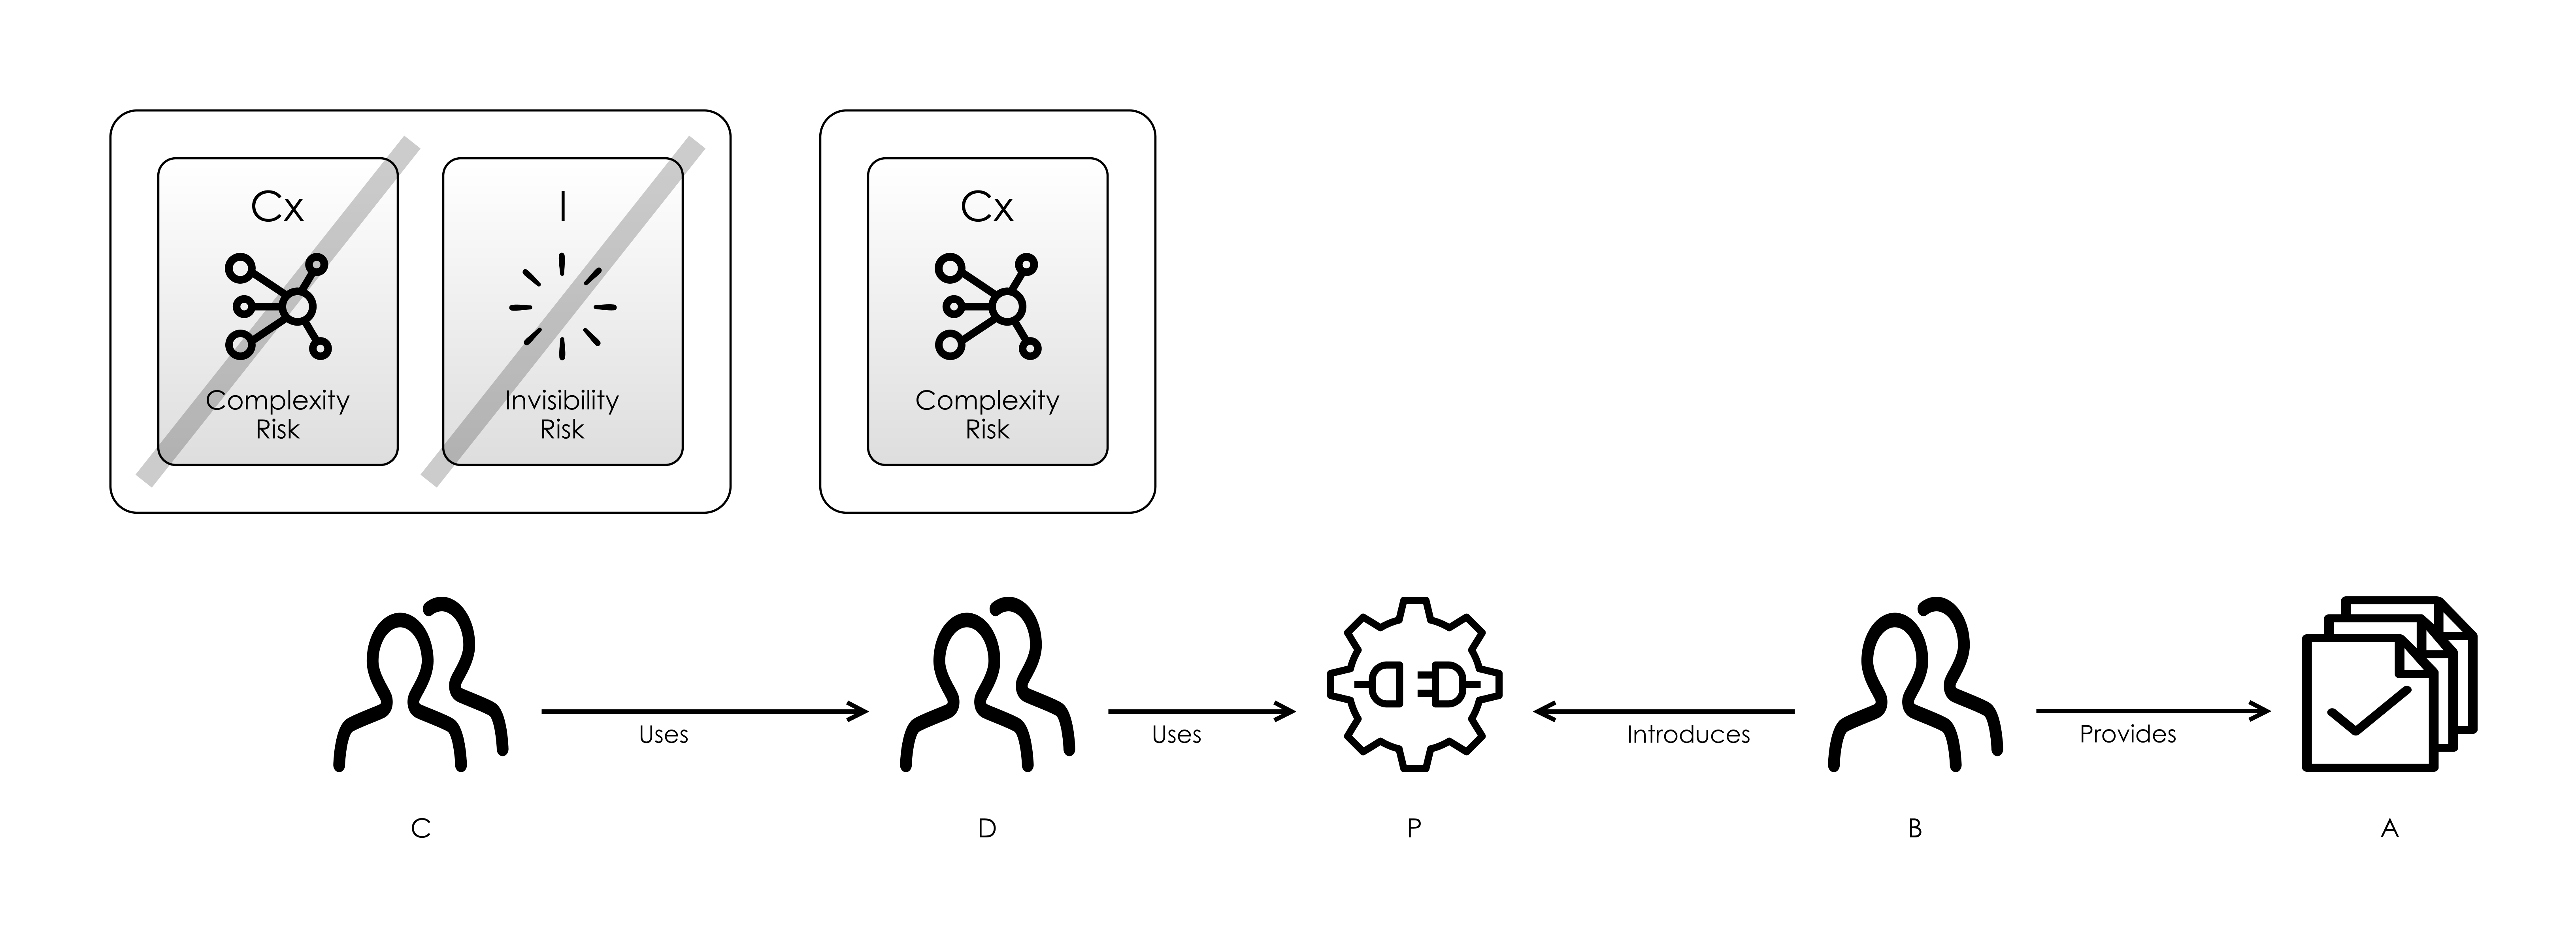 Cx
Complexity
Risk
I
Invisibility
Risk
Cx
Complexity
Risk
Uses
Uses
Introduces
Provides
C
D
P
B
A